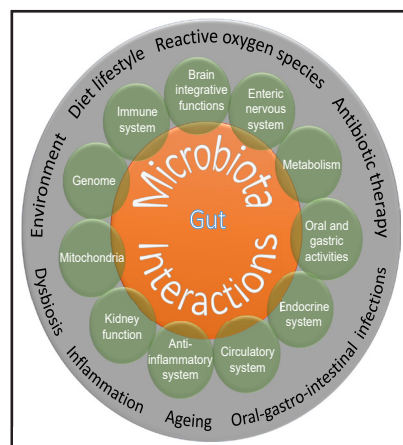 Reactive oxygen species
Diet lifestyle
Antibiotic therapy
Environment
Dysbiosis
Inflammation
Ageing
Oral-gastro-intestinal infections
Brain
integrative
functions
Enteric
nervous
system
Immune
system
Metabolism
Genome
Oral and
gastric
activities
Mitochondria
Endocrine
system
Kidney
function
Anti-
inflammatory
system
Circulatory
system
Microbiota
Gut
Interactions